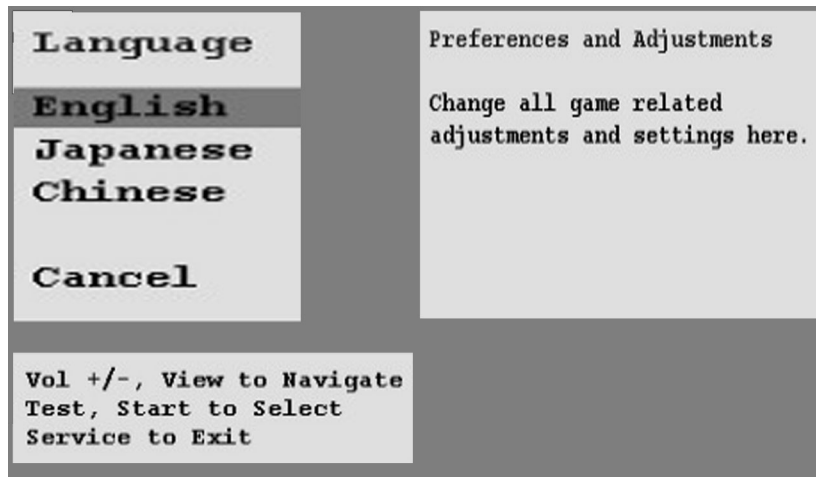 Language
English
Japanese
Chinese
Cancel
Preferences and Adjustments
Change all game related
adjustments and settings here.
Vol +/-, View to Navigate
Test, Start to Select
Service to Exit